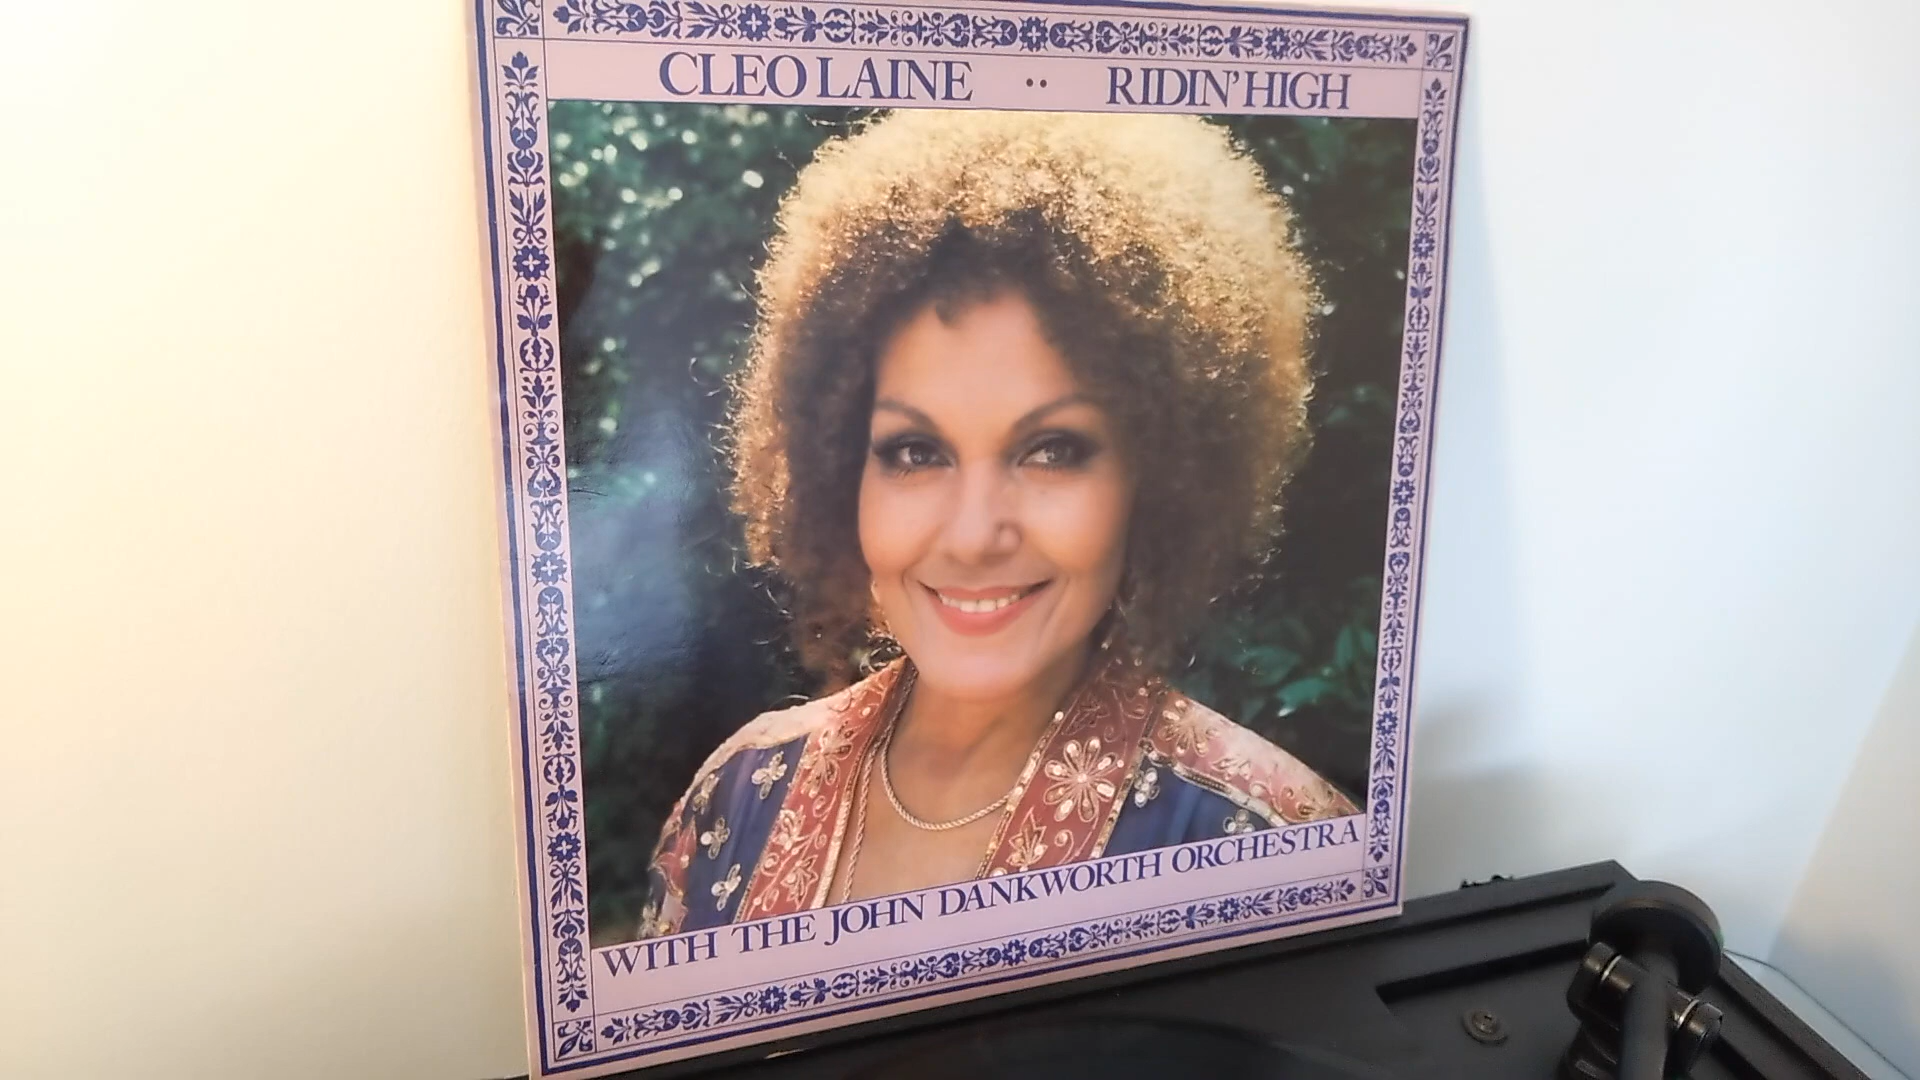 CLEO LAINE •• RIDIN' HIGH
WITH THE JOHN DANKWORTH ORCHESTRA